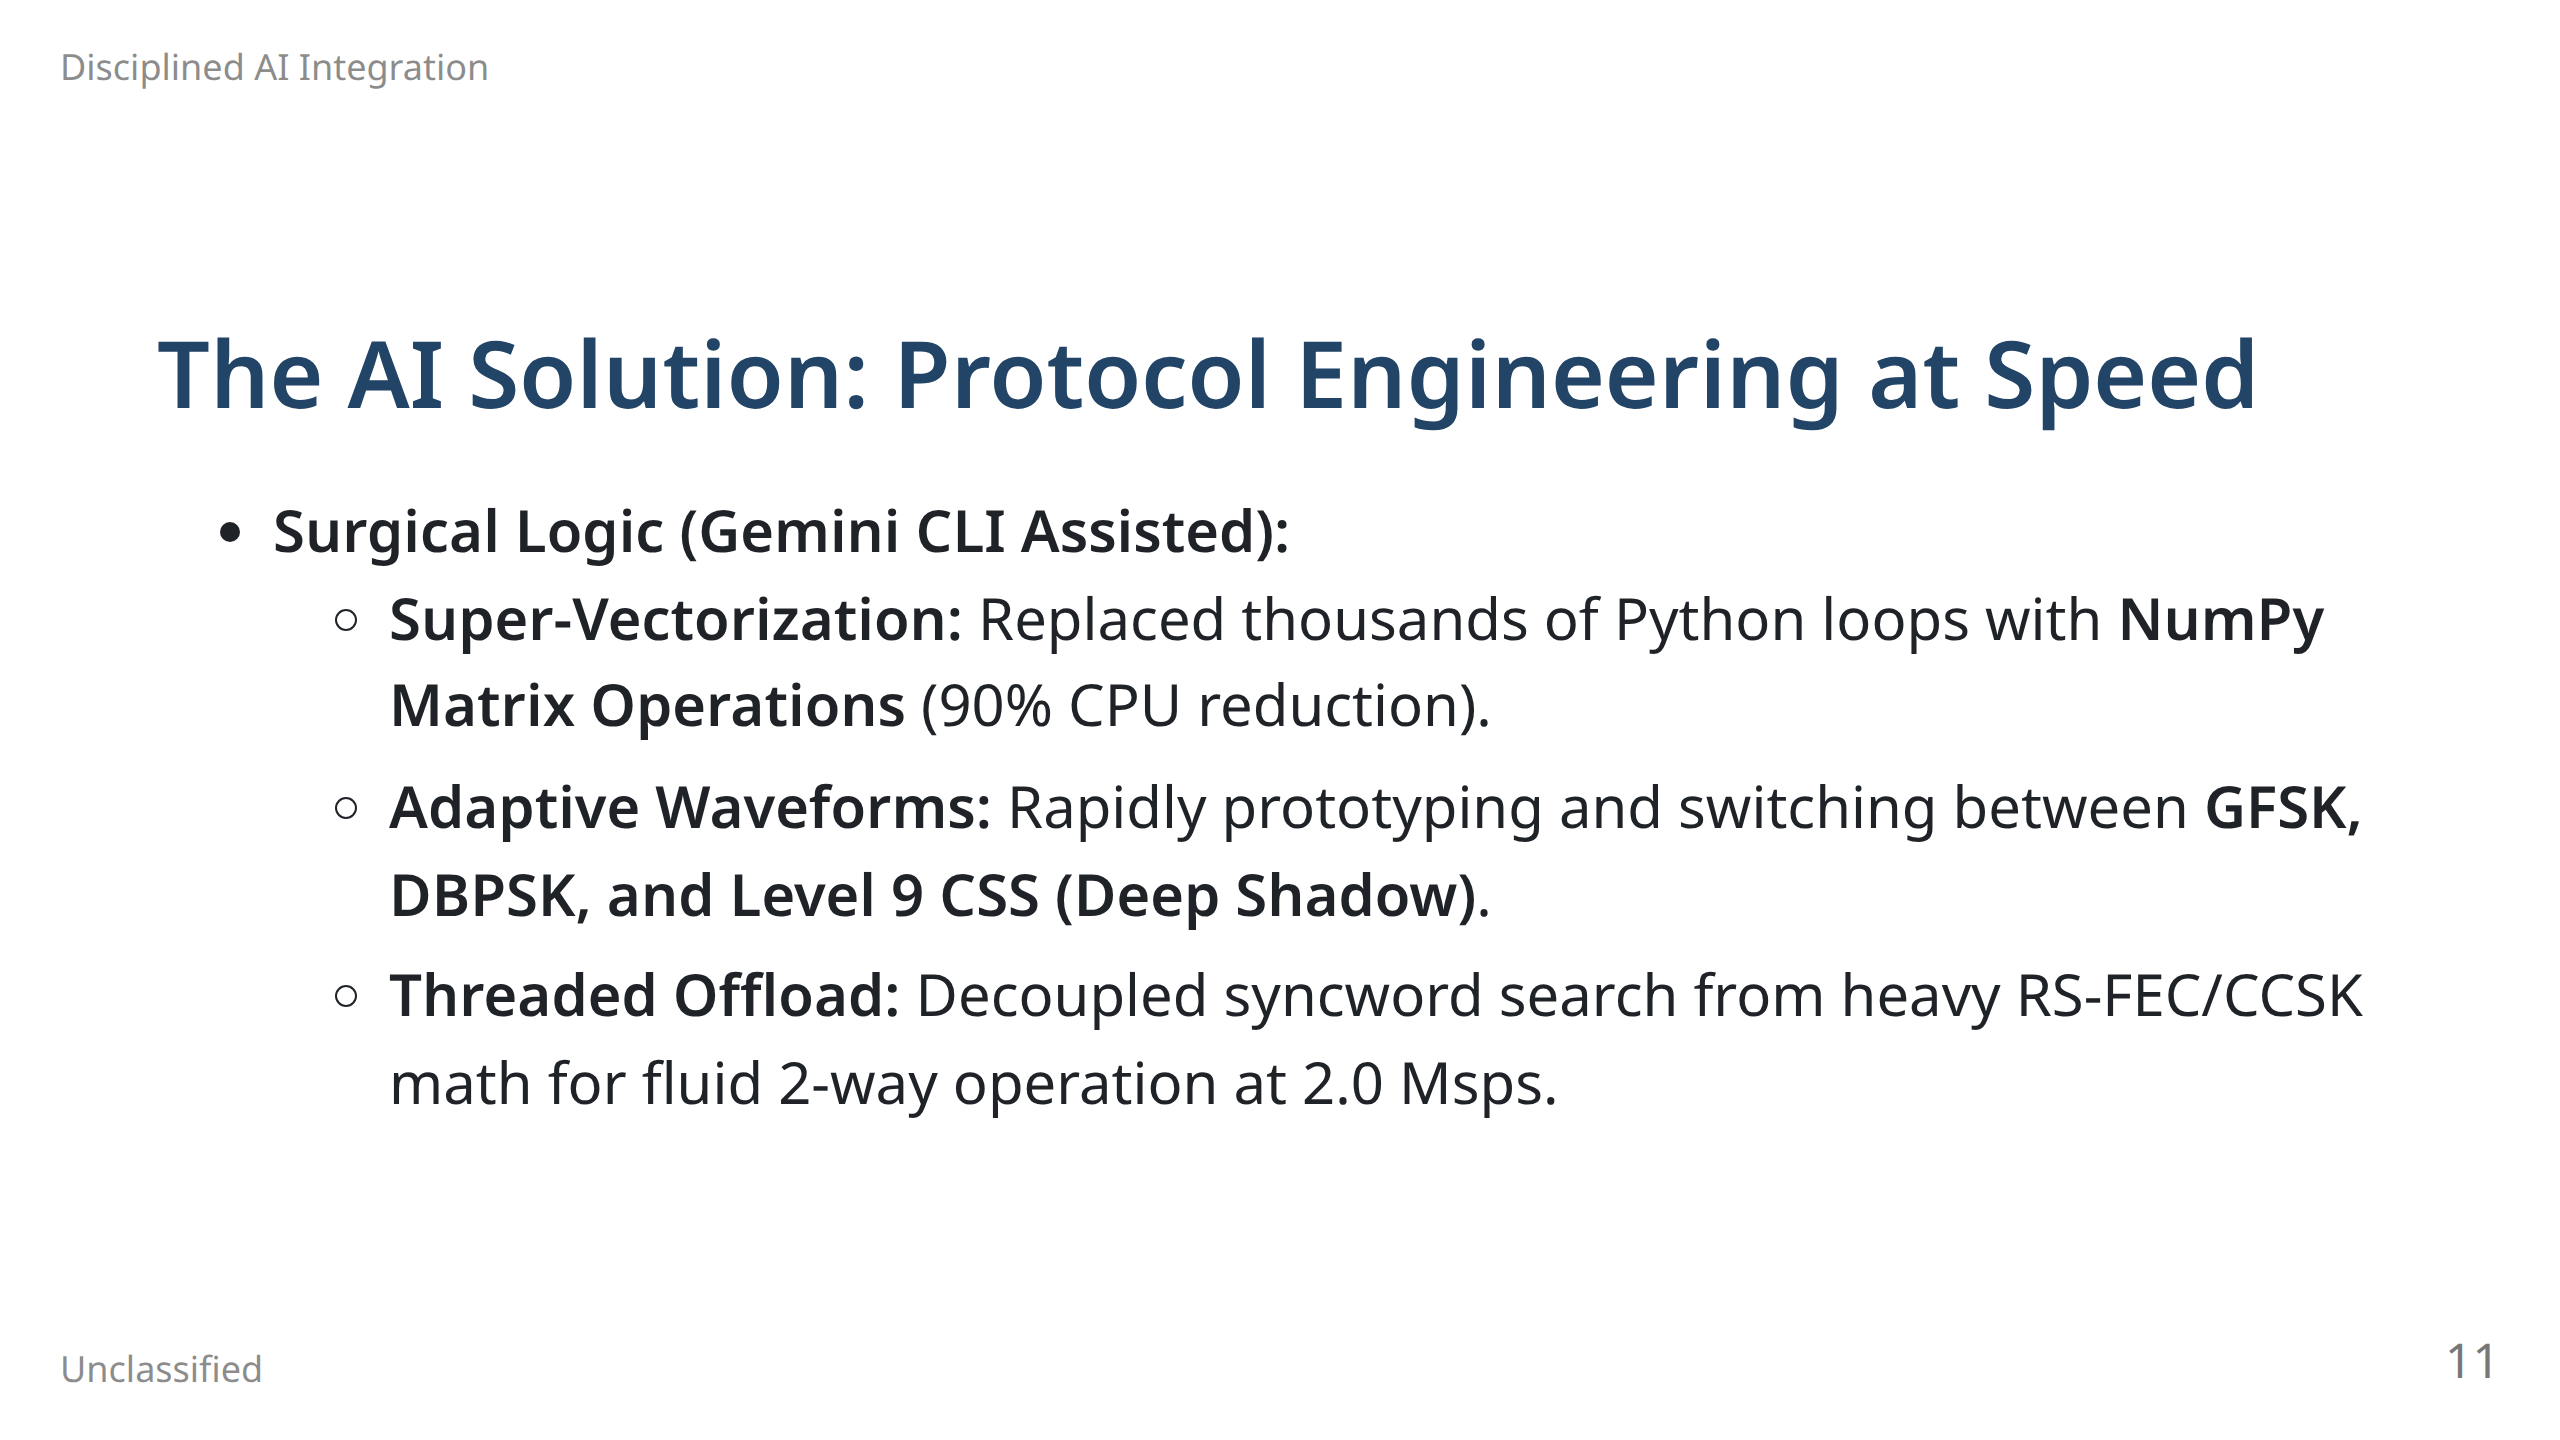 Disciplined AI Integration
The AI Solution: Protocol Engineering at Speed
• Surgical Logic (Gemini CLI Assisted):
○ Super-Vectorization: Replaced thousands of Python loops with NumPy
Matrix Operations (90% CPU reduction).
○ Adaptive Waveforms: Rapidly prototyping and switching between GFSK,
DBPSK, and Level 9 CSS (Deep Shadow).
○ Threaded Offload: Decoupled syncword search from heavy RS-FEC/CCSK
math for fluid 2-way operation at 2.0 Msps.
Unclassified
11